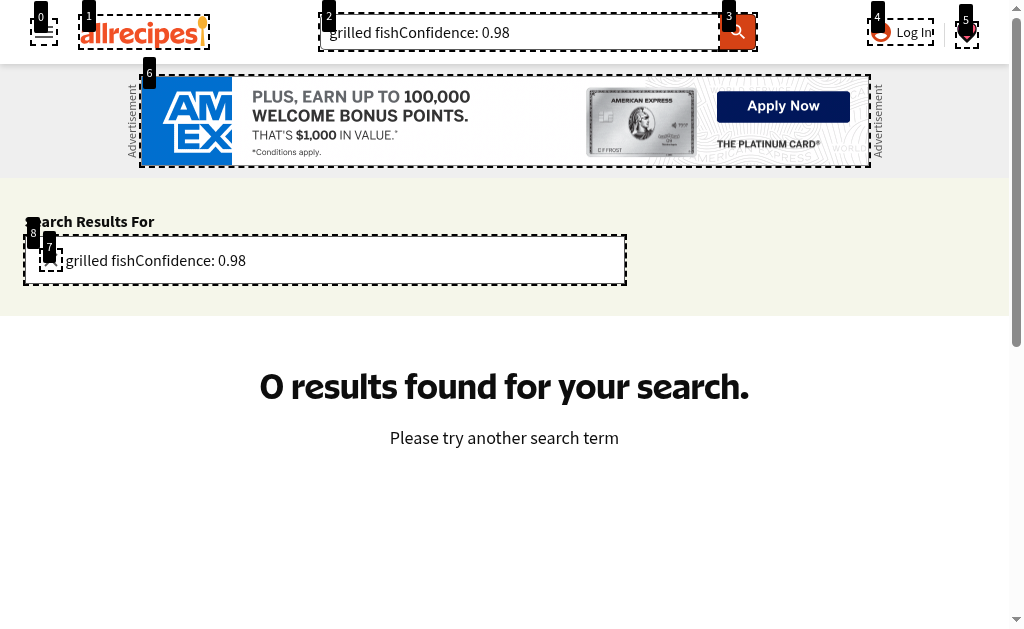 0
1
allrecipes
2
grilled fishConfidence: 0.98
3
4
Log In
5
6
Advertisement
AM
EX
PLUS, EARN UP TO 100,000
WELCOME BONUS POINTS.
THAT'S $1,000 IN VALUE.*
*Conditions apply.
AMERICAN EXPRESS
C F FROST
Apply Now
THE PLATINUM CARD®
Advertisement
Search Results For
8
7
grilled fishConfidence: 0.98
0 results found for your search.
Please try another search term